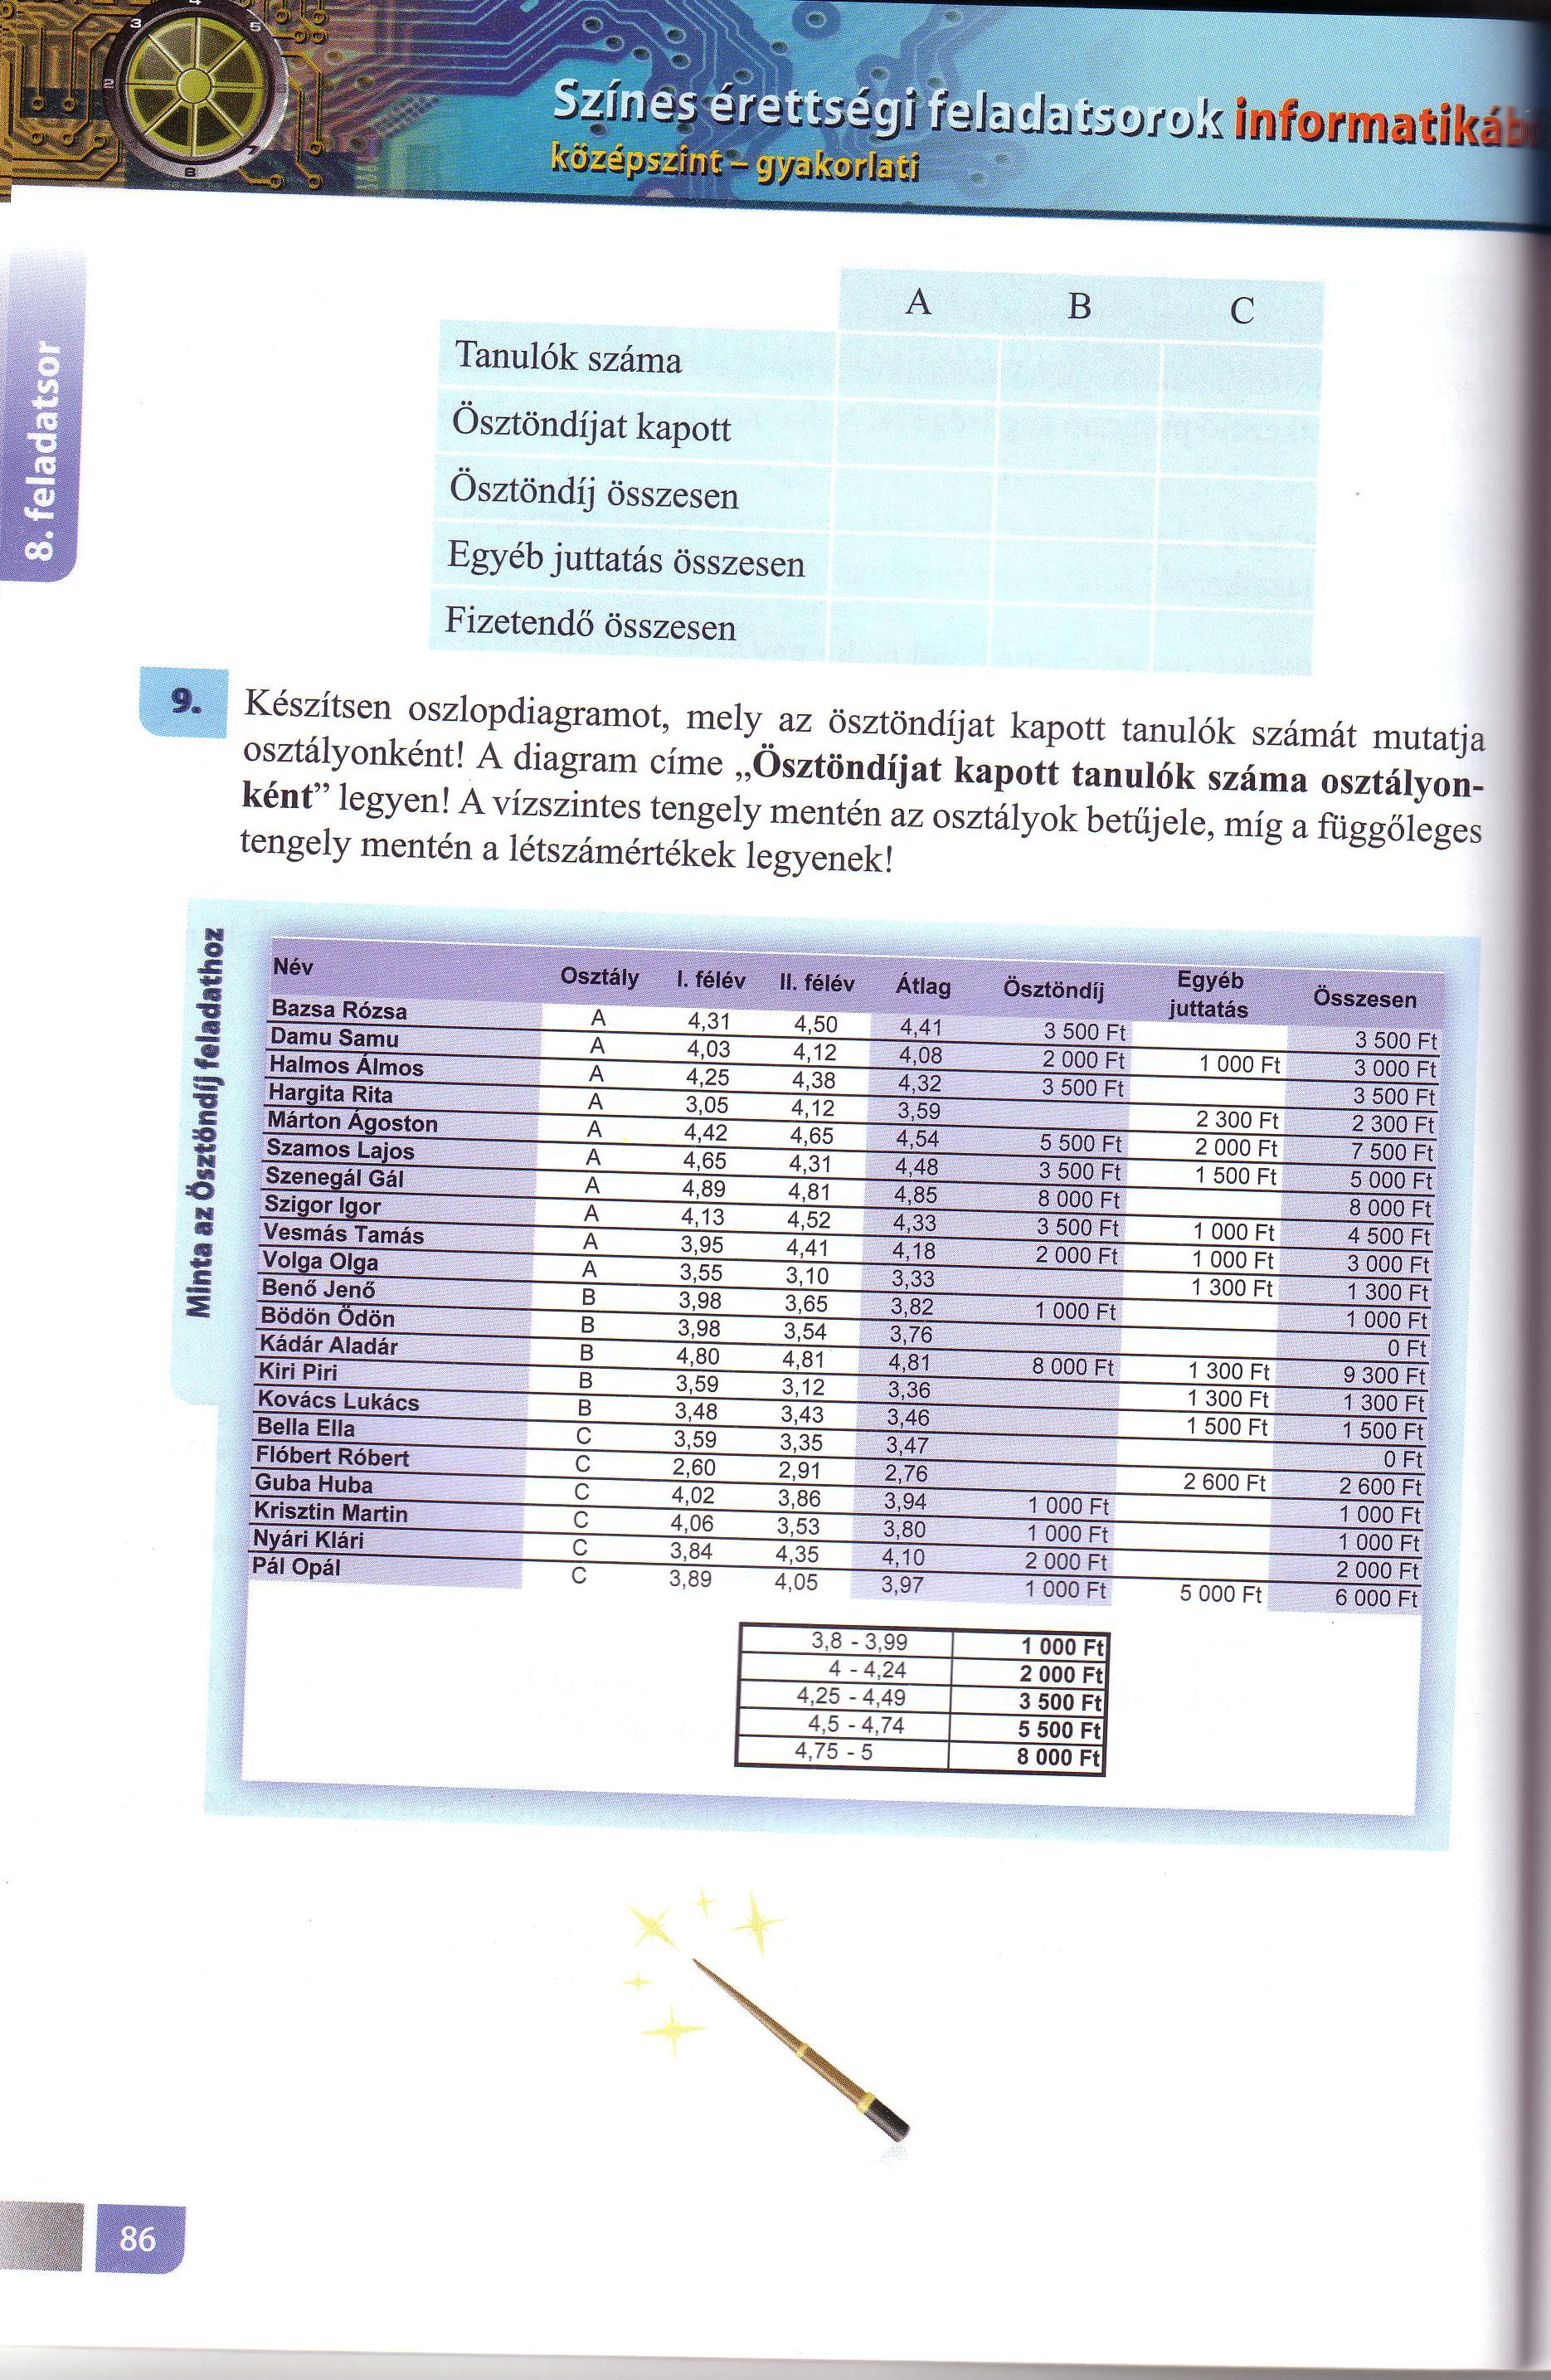 Színes érettségi feladatsorok informatikáb
középszint – gyakorlati
8. feladatsor
A B C
Tanulók száma
Ösztöndíjat kapott
Ösztöndíj összesen
Egyéb juttatás összesen
Fizetendő összesen
9. Készítsen oszlopdiagramot, mely az ösztöndíjat kapott tanulók számát mutatja
osztályonként! A diagram címe „Ösztöndíjat kapott tanulók száma osztályon-
ként” legyen! A vízszintes tengely mentén az osztályok betűjele, míg a függőleges
tengely mentén a létszámértékek legyenek!
Minta az Ösztöndíj feladathoz
Név Osztály I. félév II. félév Átlag Ösztöndíj Egyéb juttatás Összesen
Bazsa Rózsa A 4,31 4,50 4,41 3 500 Ft 3 500 Ft
Damu Samu A 4,03 4,12 4,08 2 000 Ft 1 000 Ft 3 000 Ft
Halmos Álmos A 4,25 4,38 4,32 3 500 Ft 3 500 Ft
Hargita Rita A 3,05 4,12 3,59 2 300 Ft 2 300 Ft
Márton Ágoston A 4,42 4,65 4,54 5 500 Ft 2 000 Ft 7 500 Ft
Szamos Lajos A 4,65 4,31 4,48 3 500 Ft 1 500 Ft 5 000 Ft
Szenegál Gál A 4,89 4,81 4,85 8 000 Ft 8 000 Ft
Szigor Igor A 4,13 4,52 4,33 3 500 Ft 1 000 Ft 4 500 Ft
Vesmás Tamás A 3,95 4,41 4,18 2 000 Ft 1 000 Ft 3 000 Ft
Volga Olga A 3,55 3,10 3,33 1 300 Ft 1 300 Ft
Benő Jenő B 3,98 3,65 3,82 1 000 Ft 1 000 Ft
Bödön Ödön B 3,98 3,54 3,76 0 Ft
Kádár Aladár B 4,80 4,81 4,81 8 000 Ft 1 300 Ft 9 300 Ft
Kiri Piri B 3,59 3,12 3,36 1 300 Ft 1 300 Ft
Kovács Lukács B 3,48 3,43 3,46 1 500 Ft 1 500 Ft
Bella Ella C 3,59 3,35 3,47 0 Ft
Flóbert Róbert C 2,60 2,91 2,76 2 600 Ft 2 600 Ft
Guba Huba C 4,02 3,86 3,94 1 000 Ft 1 000 Ft
Krisztin Martin C 4,06 3,53 3,80 1 000 Ft 1 000 Ft
Nyári Klári C 3,84 4,35 4,10 2 000 Ft 2 000 Ft
Pál Opál C 3,89 4,05 3,97 1 000 Ft 5 000 Ft 6 000 Ft
3,8 - 3,99 1 000 Ft
4 - 4,24 2 000 Ft
4,25 - 4,49 3 500 Ft
4,5 - 4,74 5 500 Ft
4,75 - 5 8 000 Ft
86